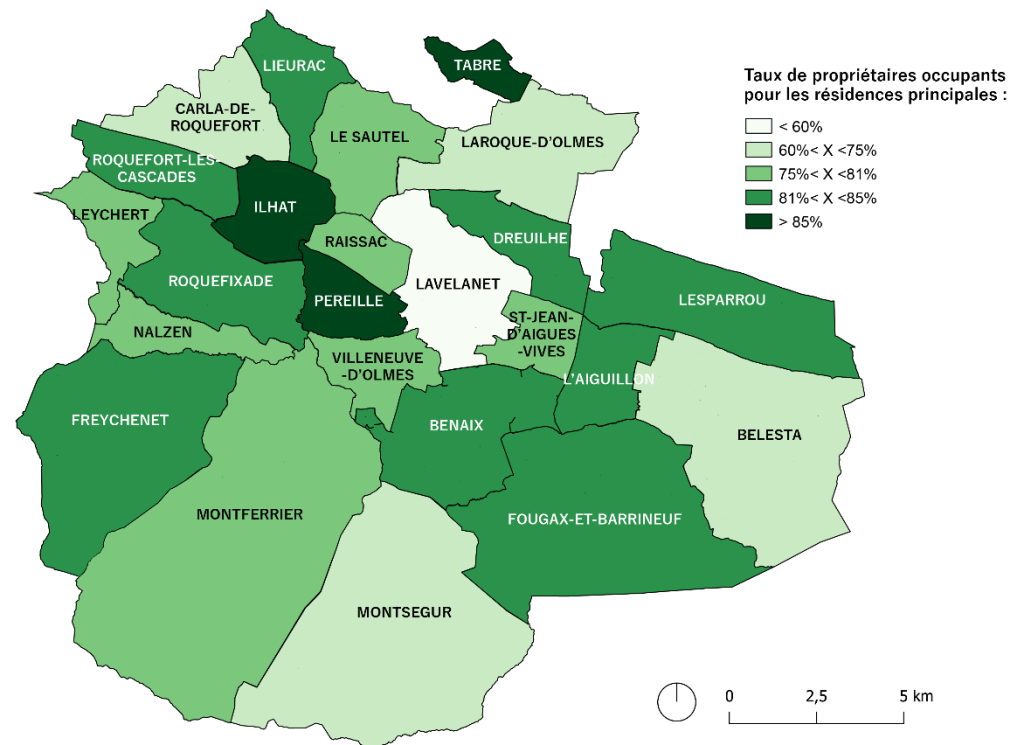 LIEURAC
TABRE
CARLA-DE-
ROQUEFORT
LE SAUTEL
LAROQUE-D'OLMES
ROQUEFORT-LES-
CASCADES
ILHAT
LEYCHERT
RAISSAC
DREUILHE
ROQUEFIXADE
PEREILLE
LAVELANET
LESPARROU
NALZEN
ST-JEAN-
D'AIGUES
-VIVES
VILLENEUVE
-D'OLMES
L'AIGUILLON
FREYCHENET
BENAIX
BELESTA
MONTFERRIER
FOUGAX-ET-BARRINEUF
MONTSEGUR
Taux de propriétaires occupants
pour les résidences principales :
< 60%
60%< X <75%
75%< X <81%
81%< X <85%
> 85%
0 2,5 5 km